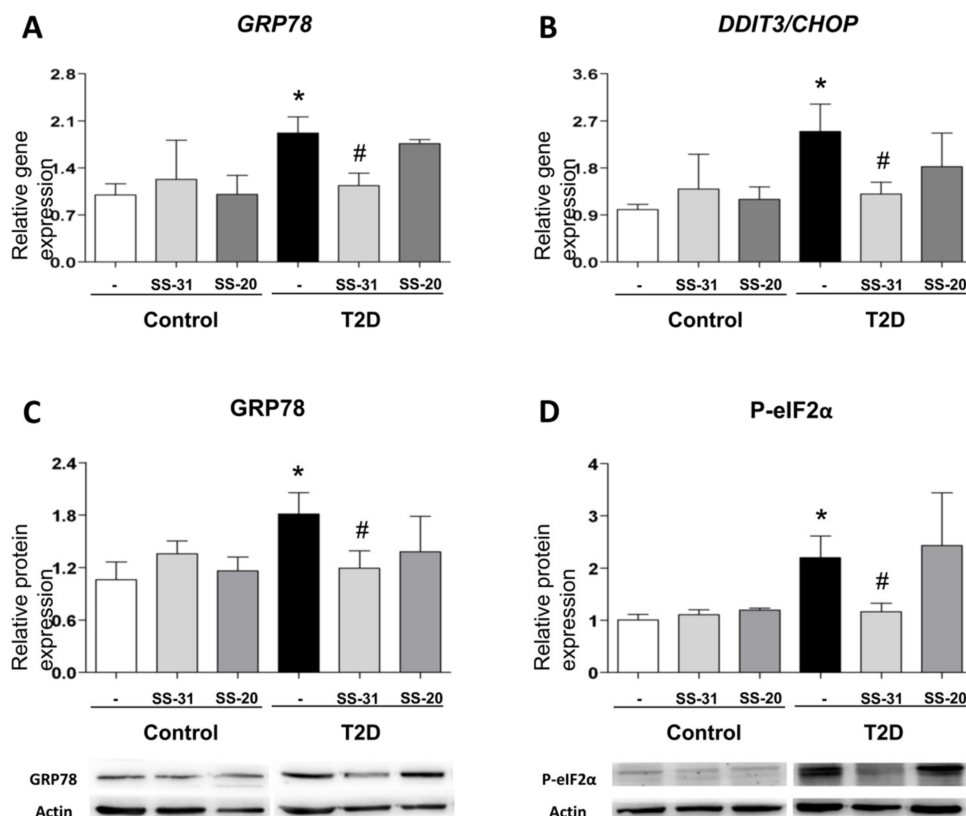 A
GRP78
Relative gene
expression
2.8
2.1
1.4
0.7
0.0
*
#
- SS-31 SS-20 - SS-31 SS-20
Control T2D
B
DDIT3/CHOP
Relative gene
expression
3.6
2.7
1.8
0.9
0.0
*
#
- SS-31 SS-20 - SS-31 SS-20
Control T2D
C
GRP78
Relative protein
expression
2.4
1.8
1.2
0.6
0.0
*
#
- SS-31 SS-20 - SS-31 SS-20
Control T2D
GRP78
Actin
D
P-eIF2α
Relative protein
expression
4
3
2
1
0
*
#
- SS-31 SS-20 - SS-31 SS-20
Control T2D
P-eIF2α
Actin